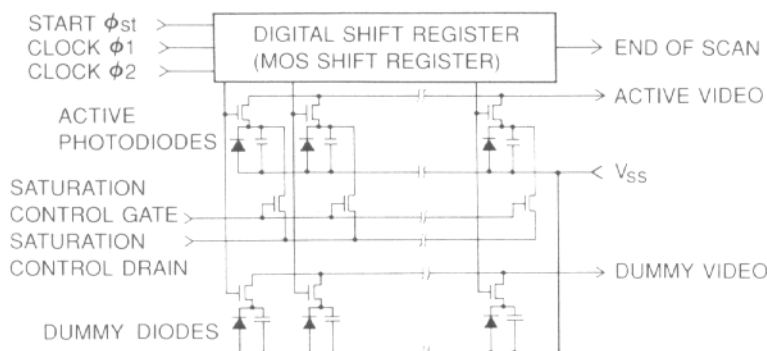 START ϕst
CLOCK ϕ1
CLOCK ϕ2
DIGITAL SHIFT REGISTER
(MOS SHIFT REGISTER)
END OF SCAN
ACTIVE VIDEO
ACTIVE
PHOTODIODES
VSS
SATURATION
CONTROL GATE
SATURATION
CONTROL DRAIN
DUMMY VIDEO
DUMMY DIODES